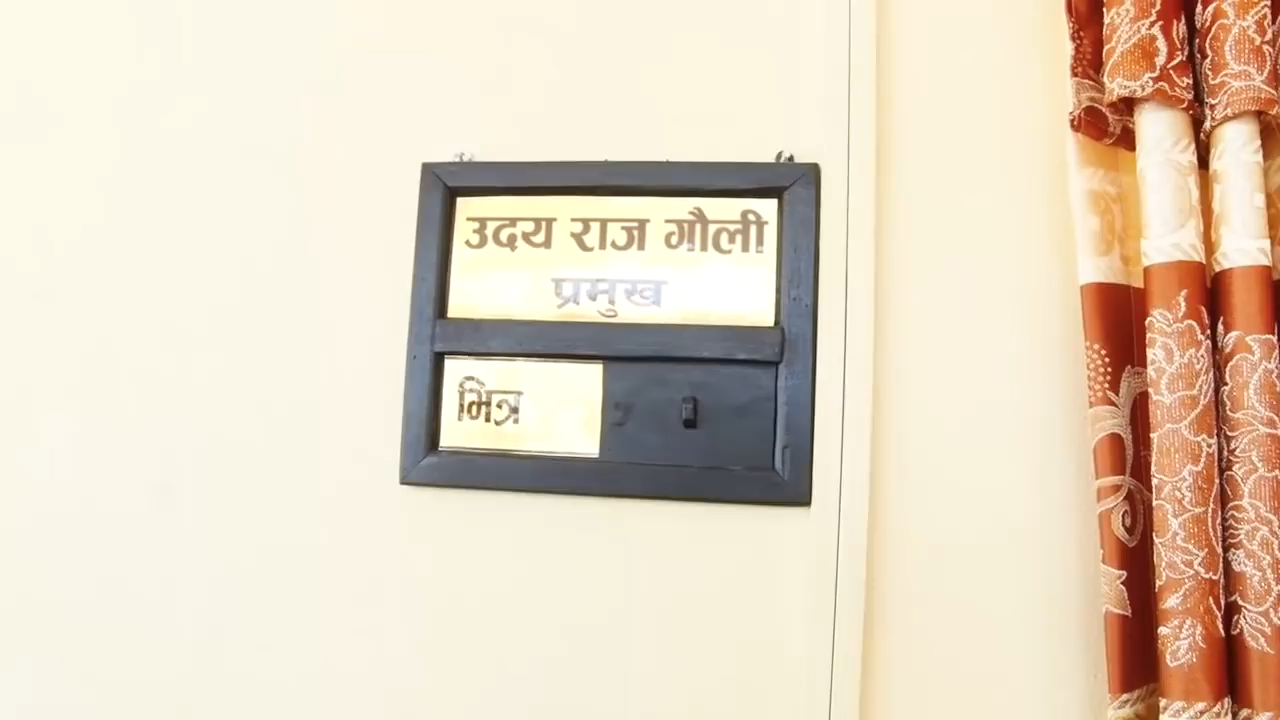 उदय राज गौली
प्रमुख
भित्र